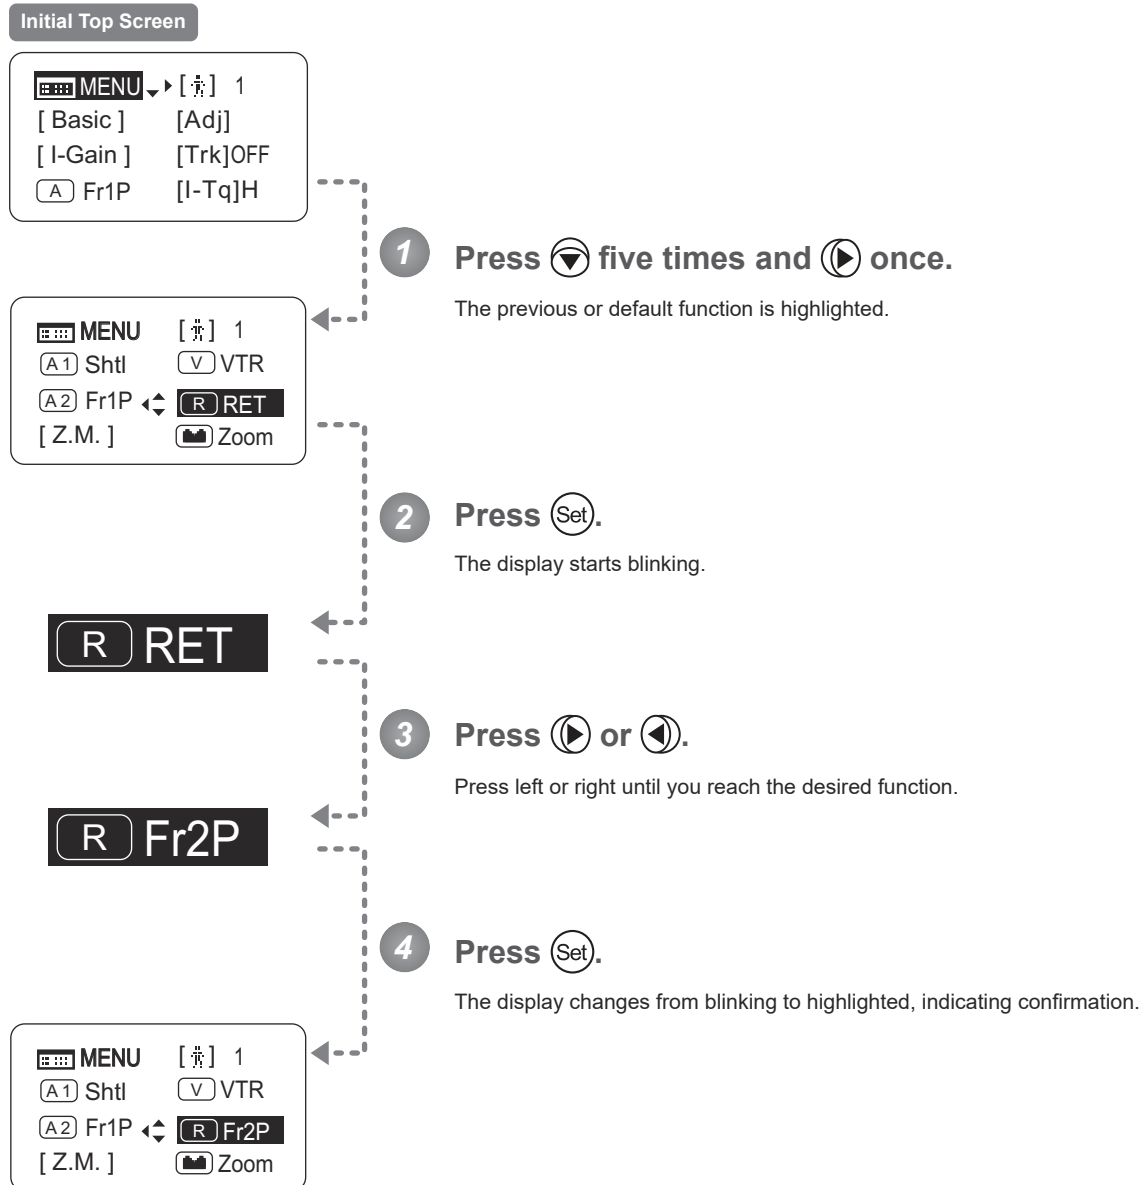 Initial Top Screen
MENU [ ] 1
[ Basic ] [Adj]
[ I-Gain ] [Trk]OFF
A Fr1P [I-Tq]H
1 Press five times and once.
The previous or default function is highlighted.
MENU [ ] 1
A1 Shtl V VTR
A2 Fr1P R RET
[ Z.M. ] Zoom
2 Press Set.
The display starts blinking.
R RET
3 Press or .
Press left or right until you reach the desired function.
R Fr2P
4 Press Set.
The display changes from blinking to highlighted, indicating confirmation.
MENU [ ] 1
A1 Shtl V VTR
A2 Fr1P R Fr2P
[ Z.M. ] Zoom